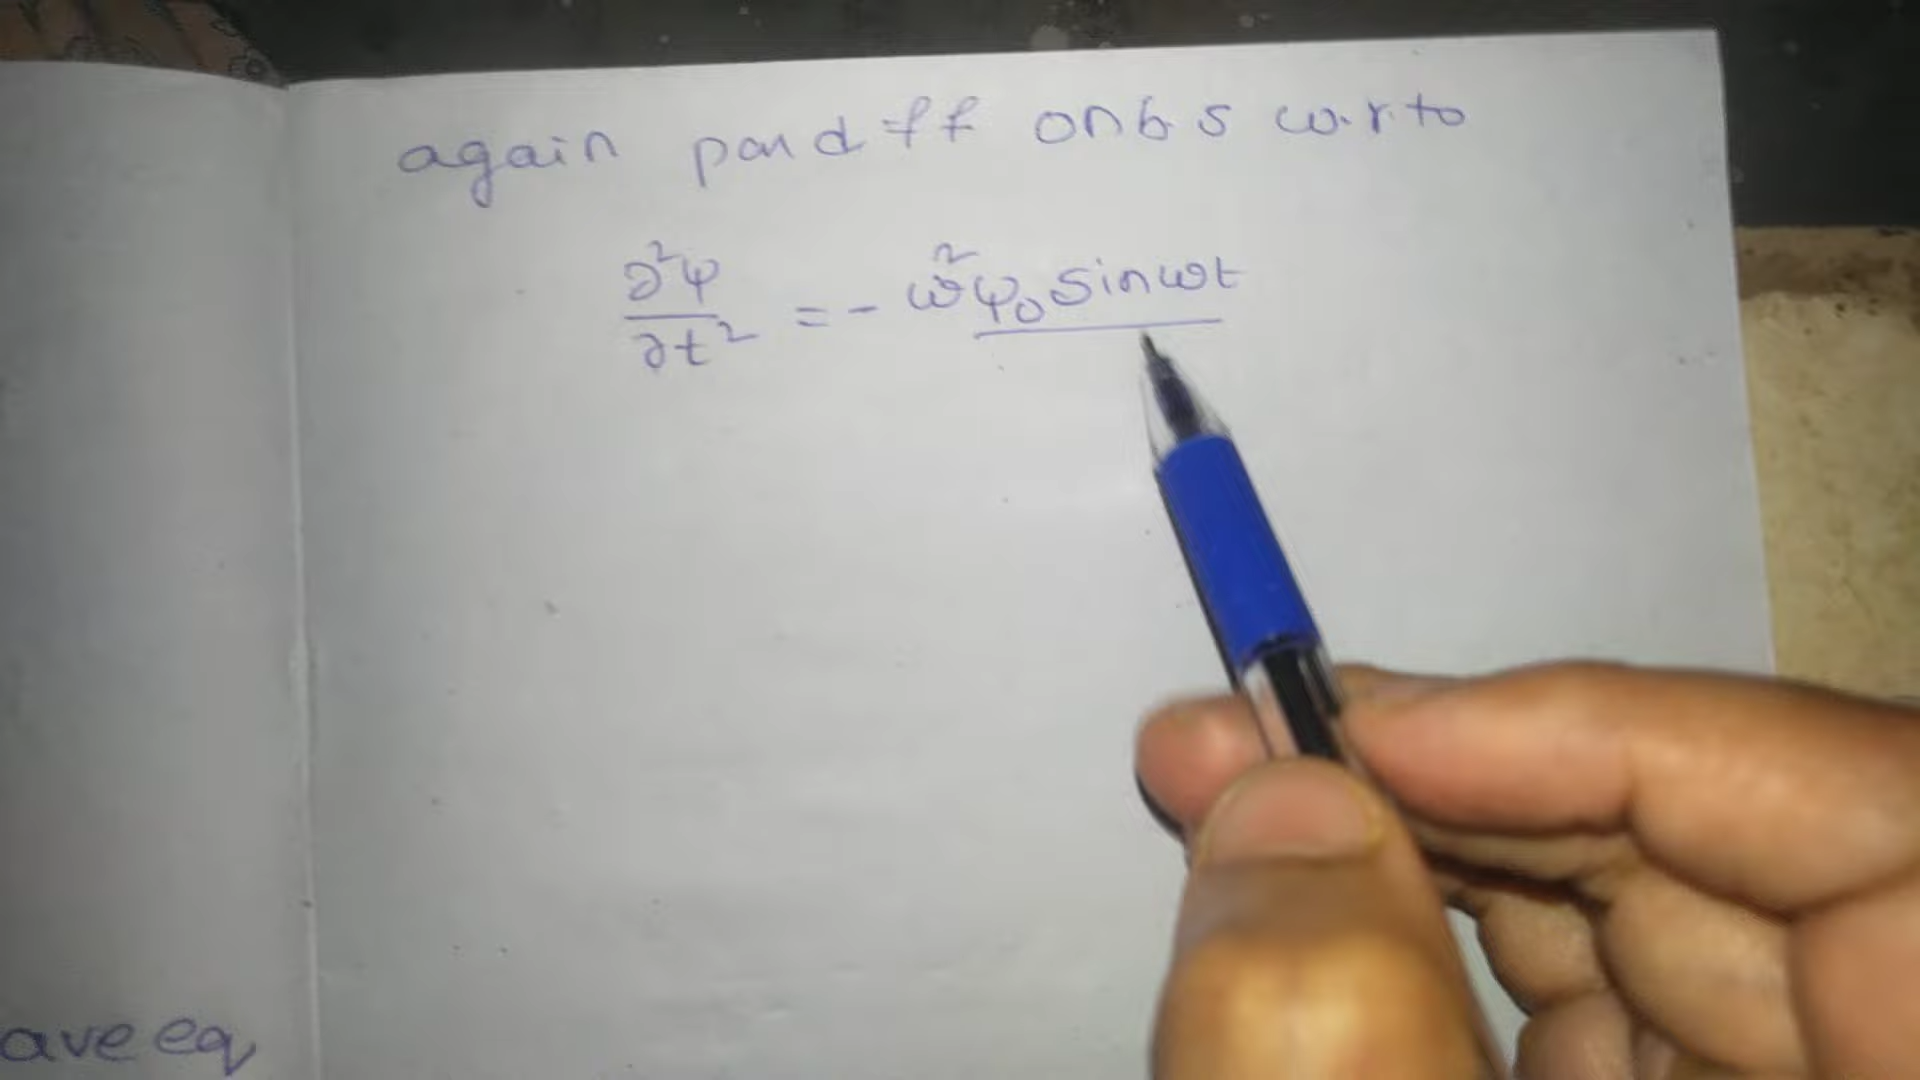 again par diff on b.s w.r.to
∂²ψ/∂t² = - ω²ψ₀ sinωt
ave eq